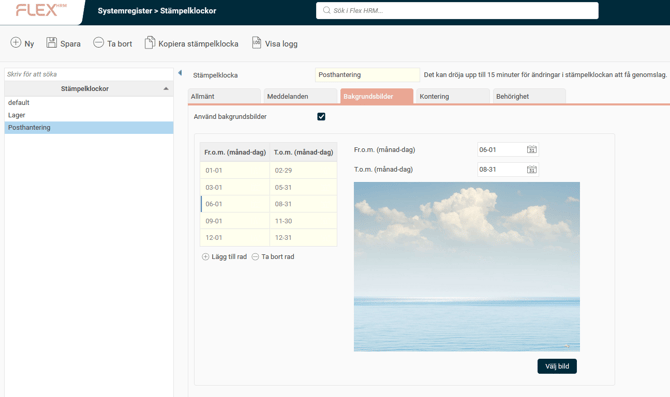 FLEX HRM
Systemregister > Stämpelklockor
Sök i Flex HRM...
Ny
Spara
Ta bort
Kopiera stämpelklocka
Visa logg
Skriv för att söka
Stämpelklockor
default
Lager
Posthantering
Stämpelklocka
Posthantering
Det kan dröja upp till 15 minuter för ändringar i stämpelklockan att få genomslag.
Allmänt
Meddelanden
Bakgrundsbilder
Kontering
Behörighet
Använd bakgrundsbilder
Fr.o.m. (månad-dag) T.o.m. (månad-dag)
01-01 02-29
03-01 05-31
06-01 08-31
09-01 11-30
12-01 12-31
Lägg till rad
Ta bort rad
Fr.o.m. (månad-dag)
06-01
T.o.m. (månad-dag)
08-31
Välj bild